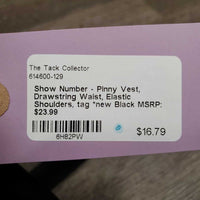 The Tack Collector
614600-129
Show Number - Pinny Vest,
Drawstring Waist, Elastic
Shoulders, tag *new Black MSRP:
$23.99
6H82PVV
$16.79